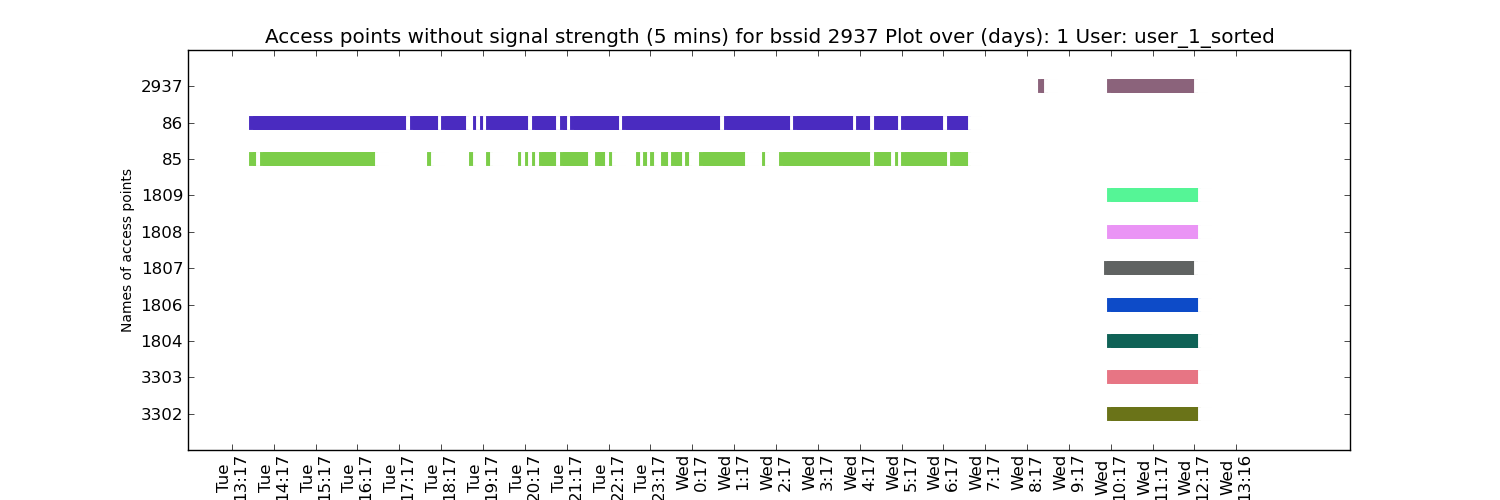 Access points without signal strength (5 mins) for bssid 2937 Plot over (days): 1 User: user_1_sorted
Names of access points
2937
86
85
1809
1808
1807
1806
1804
3303
3302
Tue
13:17
Tue
14:17
Tue
15:17
Tue
16:17
Tue
17:17
Tue
18:17
Tue
19:17
Tue
20:17
Tue
21:17
Tue
22:17
Tue
23:17
Wed
0:17
Wed
1:17
Wed
2:17
Wed
3:17
Wed
4:17
Wed
5:17
Wed
6:17
Wed
7:17
Wed
8:17
Wed
9:17
Wed
10:17
Wed
11:17
Wed
12:17
Wed
13:16